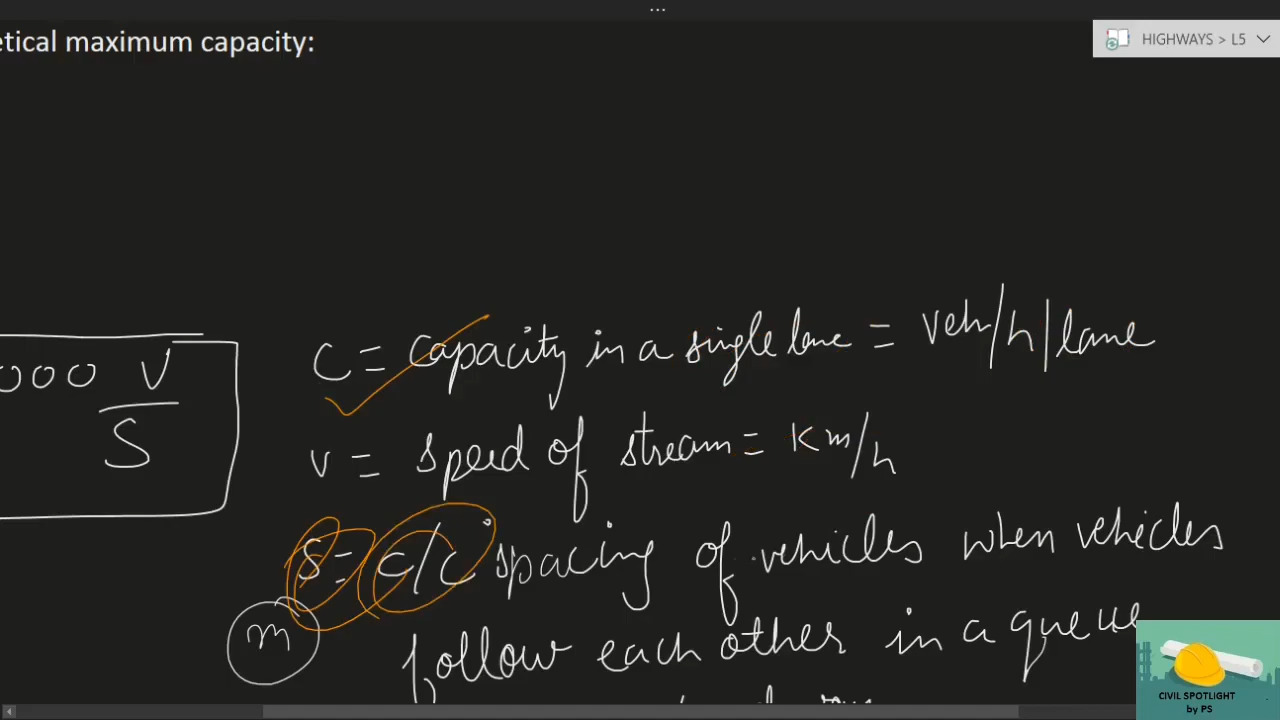 ...
etical maximum capacity:
HIGHWAYS > L5
C = capacity in a single lane = veh/h/lane
000 V
S
V = speed of stream = Km/h
S = c/c spacing of vehicles when vehicles
m
follow each other in a queue
CIVIL SPOTLIGHT
by PS